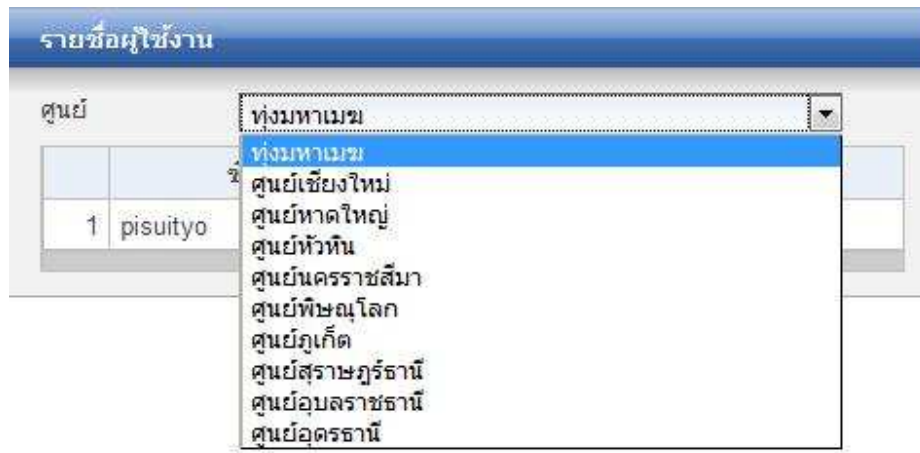 รายชื่อผู้ใช้งาน
ศูนย์ ทุ่งมหาเมฆ
ทุ่งมหาเมฆ
ศูนย์เชียงใหม่
ศูนย์หาดใหญ่
1 pisuityo
ศูนย์หัวหิน
ศูนย์นครราชสีมา
ศูนย์พิษณุโลก
ศูนย์ภูเก็ต
ศูนย์สุราษฎร์ธานี
ศูนย์อุบลราชธานี
ศูนย์อุดรธานี